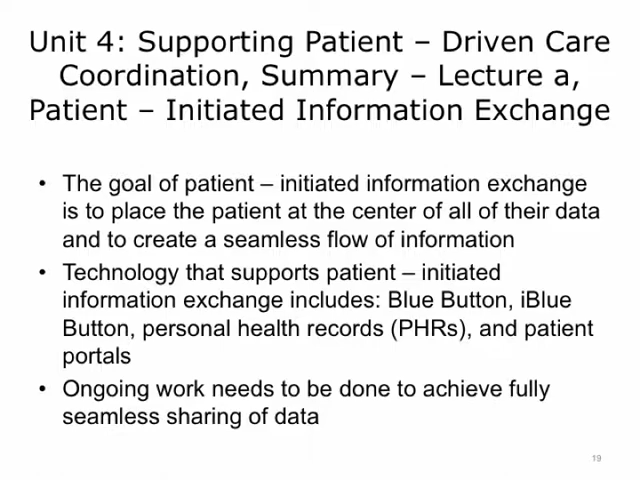 Unit 4: Supporting Patient – Driven Care
Coordination, Summary – Lecture a,
Patient – Initiated Information Exchange
• The goal of patient – initiated information exchange
is to place the patient at the center of all of their data
and to create a seamless flow of information
• Technology that supports patient – initiated
information exchange includes: Blue Button, iBlue
Button, personal health records (PHRs), and patient
portals
• Ongoing work needs to be done to achieve fully
seamless sharing of data
19